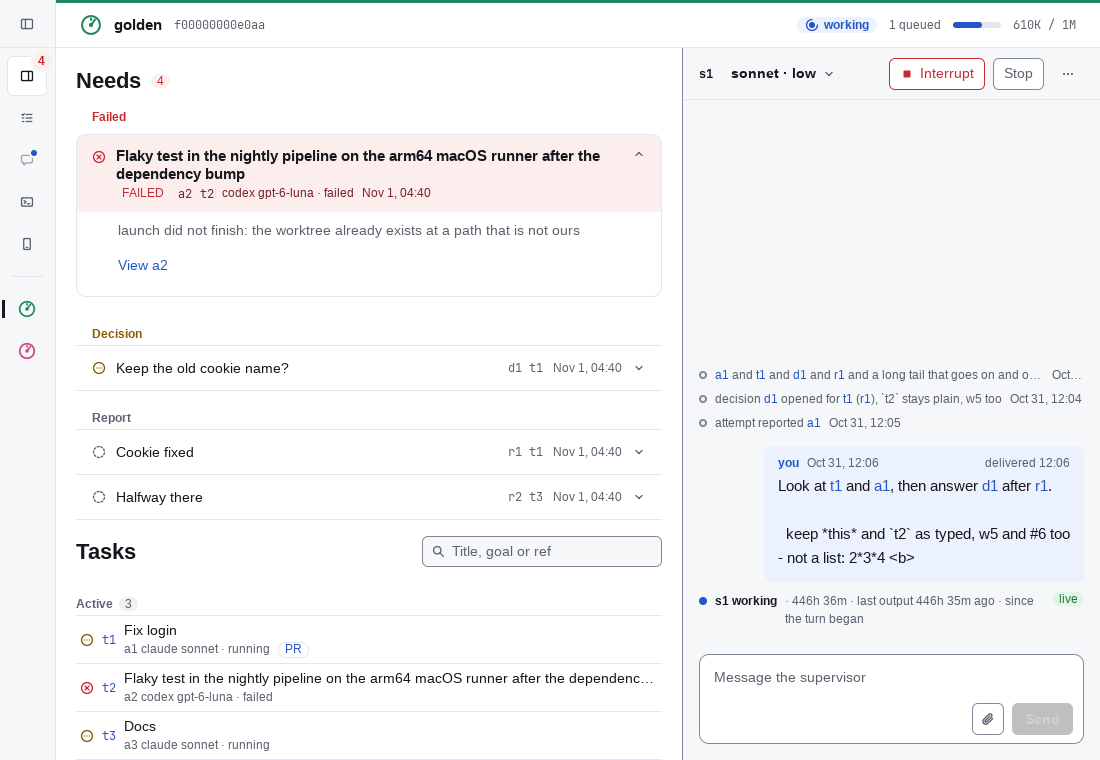 golden f00000000e0aa working 1 queued 610K / 1M
4
Needs 4
Failed
Flaky test in the nightly pipeline on the arm64 macOS runner after the
dependency bump
FAILED a2 t2 codex gpt-6-luna · failed Nov 1, 04:40
launch did not finish: the worktree already exists at a path that is not ours
View a2
Decision
Keep the old cookie name? d1 t1 Nov 1, 04:40
Report
Cookie fixed r1 t1 Nov 1, 04:40
Halfway there r2 t3 Nov 1, 04:40
Tasks Title, goal or ref
Active 3
t1 Fix login
a1 claude sonnet · running PR
t2 Flaky test in the nightly pipeline on the arm64 macOS runner after the dependenc…
a2 codex gpt-6-luna · failed
t3 Docs
a3 claude sonnet · running
s1 sonnet · low Interrupt Stop ···
a1 and t1 and d1 and r1 and a long tail that goes on and o… Oct…
decision d1 opened for t1 (r1), `t2` stays plain, w5 too Oct 31, 12:04
attempt reported a1 Oct 31, 12:05
you Oct 31, 12:06 delivered 12:06
Look at t1 and a1, then answer d1 after r1.
keep *this* and `t2` as typed, w5 and #6 too
- not a list: 2*3*4 <b>
s1 working · 446h 36m · last output 446h 35m ago · since
the turn began
live
Message the supervisor
Send